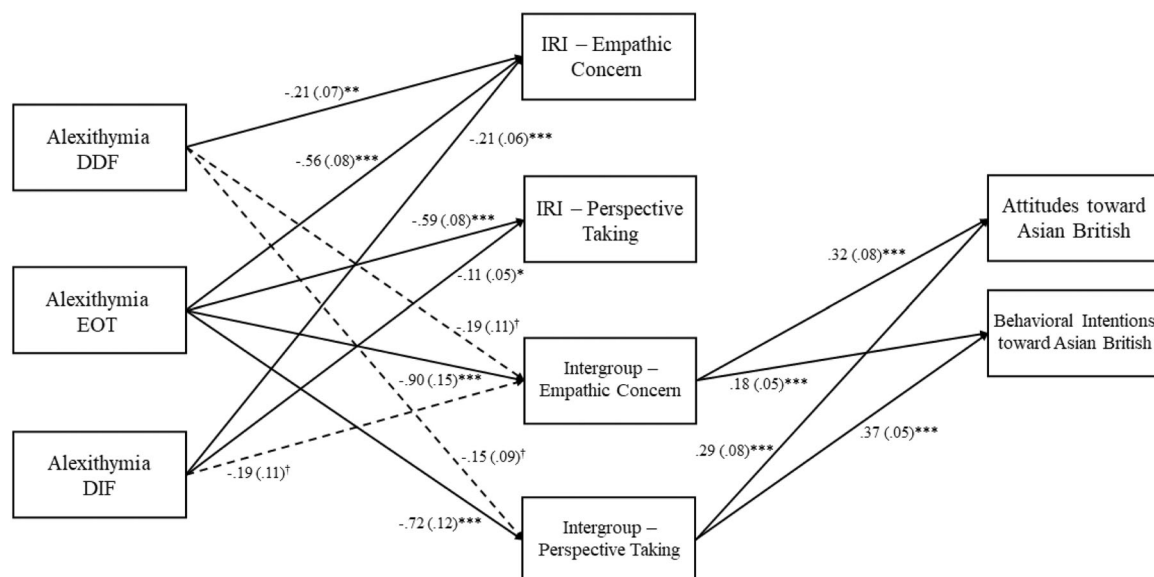 IRI – Empathic
Concern
-.21 (.07)**
Alexithymia
DDF
-.21 (.06)***
-.56 (.08)***
IRI – Perspective
Taking
-.59 (.08)***
Attitudes toward
Asian British
.32 (.08)***
-.11 (.05)*
Alexithymia
EOT
-.19 (.11)†
Behavioral Intentions
toward Asian British
Intergroup –
Empathic Concern
-.90 (.15)***
.18 (.05)***
.37 (.05)***
-.15 (.09)†
.29 (.08)***
Alexithymia
DIF
-.19 (.11)†
-.72 (.12)***
Intergroup –
Perspective Taking